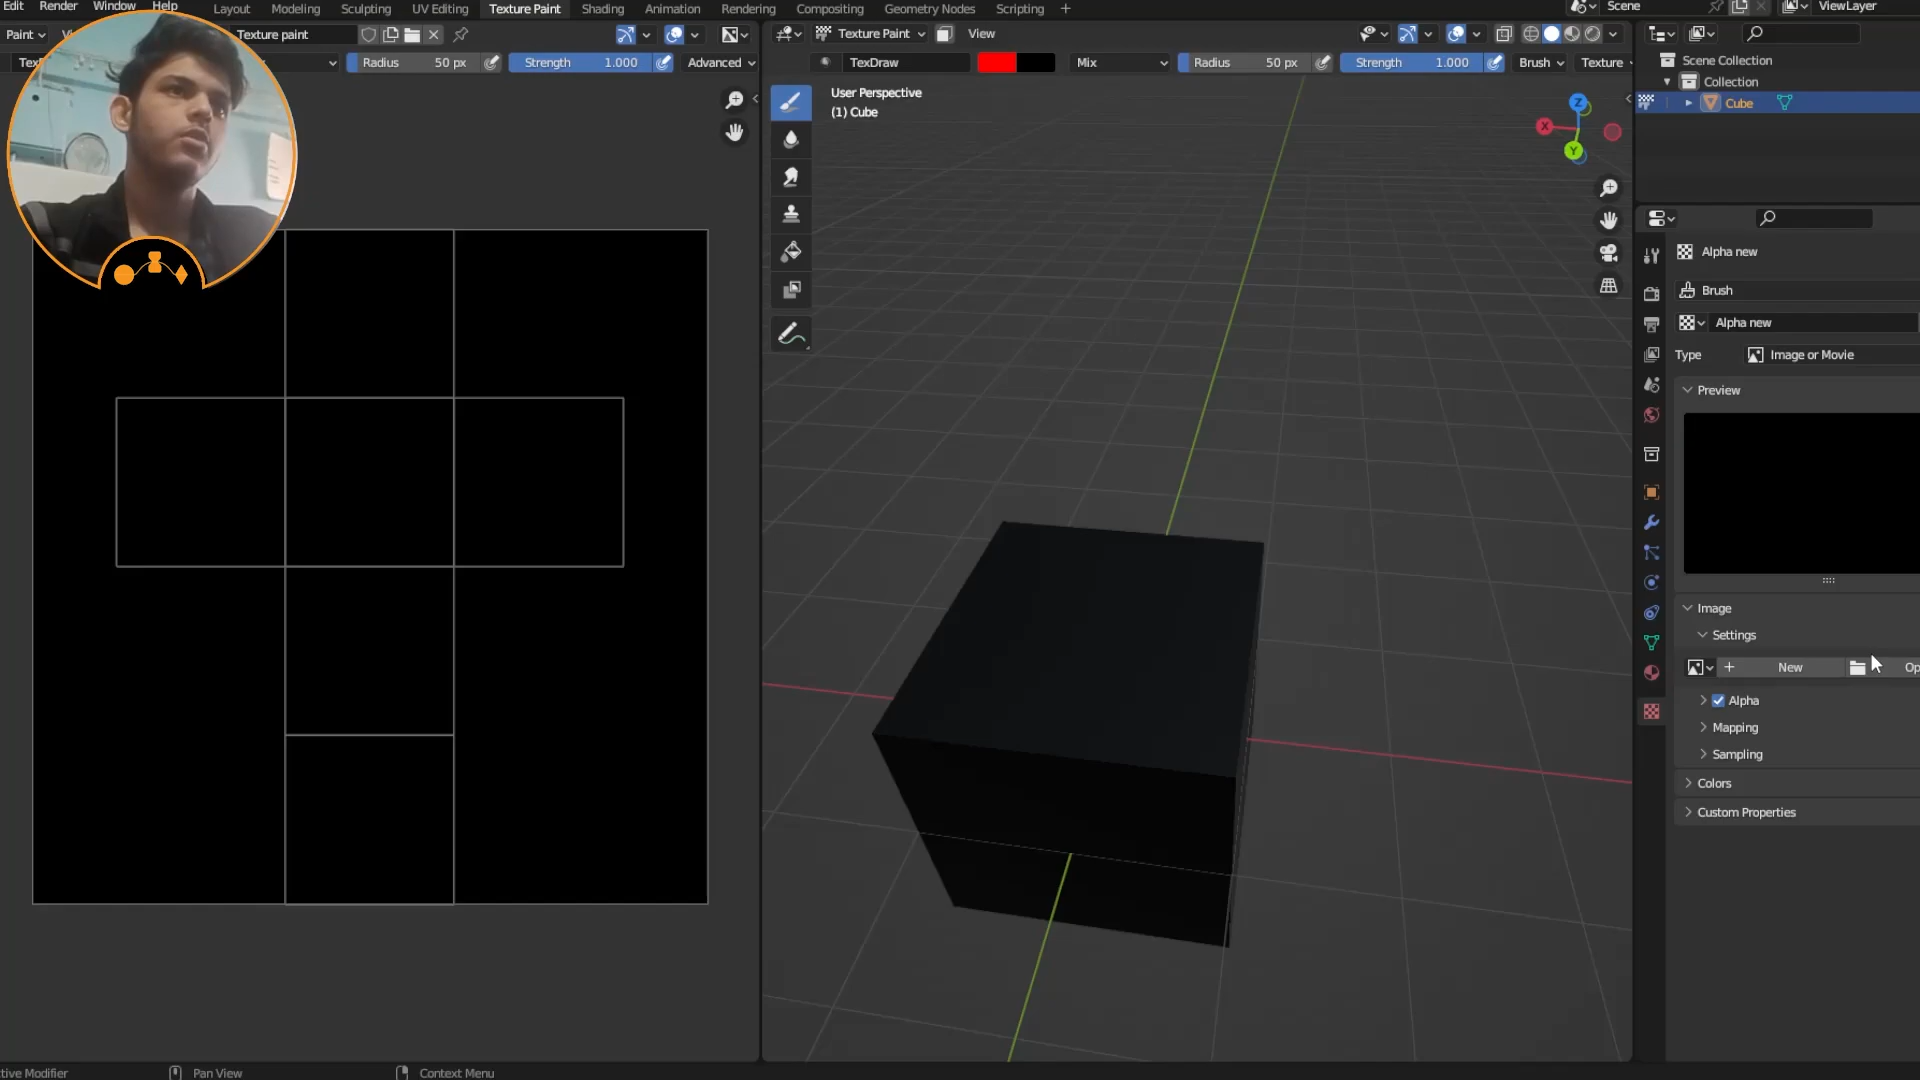 Edit Render Window Help Layout Modeling Sculpting UV Editing Texture Paint Shading Animation Rendering Compositing Geometry Nodes Scripting + Scene ViewLayer
Paint Texture paint Texture Paint View
Radius 50 px Strength 1.000 Advanced TexDraw Mix Radius 50 px Strength 1.000 Brush Texture
User Perspective
(1) Cube
Z
X
Y
Scene Collection
Collection
Cube
Alpha new
Brush
Alpha new
Type Image or Movie
Preview
Image
Settings
New
Alpha
Mapping
Sampling
Colors
Custom Properties
Pan View Context Menu